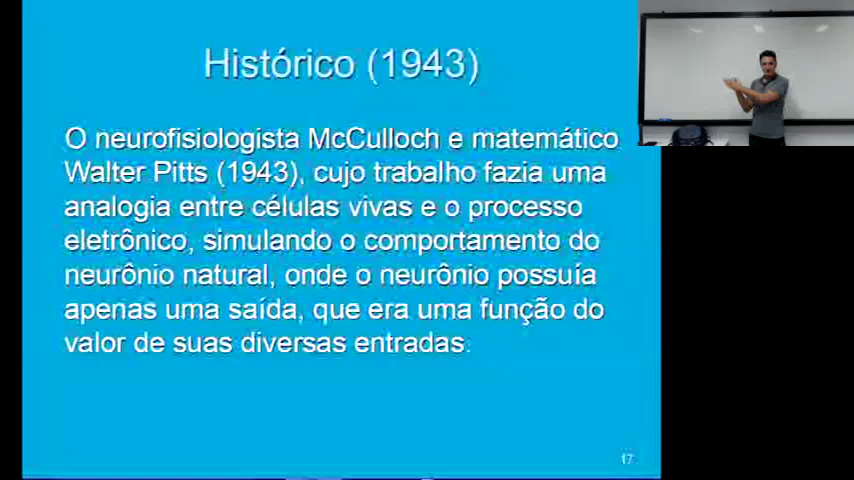 Histórico (1943)
O neurofisiologista McCulloch e matemático
Walter Pitts (1943), cujo trabalho fazia uma
analogia entre células vivas e o processo
eletrônico, simulando o comportamento do
neurônio natural, onde o neurônio possuía
apenas uma saída, que era uma função do
valor de suas diversas entradas.
17